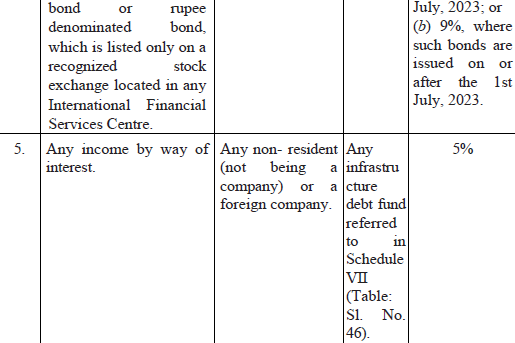 bond or rupee
denominated bond,
which is listed only on a
recognized stock
exchange located in any
International Financial
Services Centre.
July, 2023; or
(b) 9%, where
such bonds are
issued on or
after the 1st
July, 2023.
5.
Any income by way of
interest.
Any non- resident
(not being a
company) or a
foreign company.
Any
infrastru
cture
debt fund
referred
to in
Schedule
VII
(Table:
Sl. No.
46).
5%